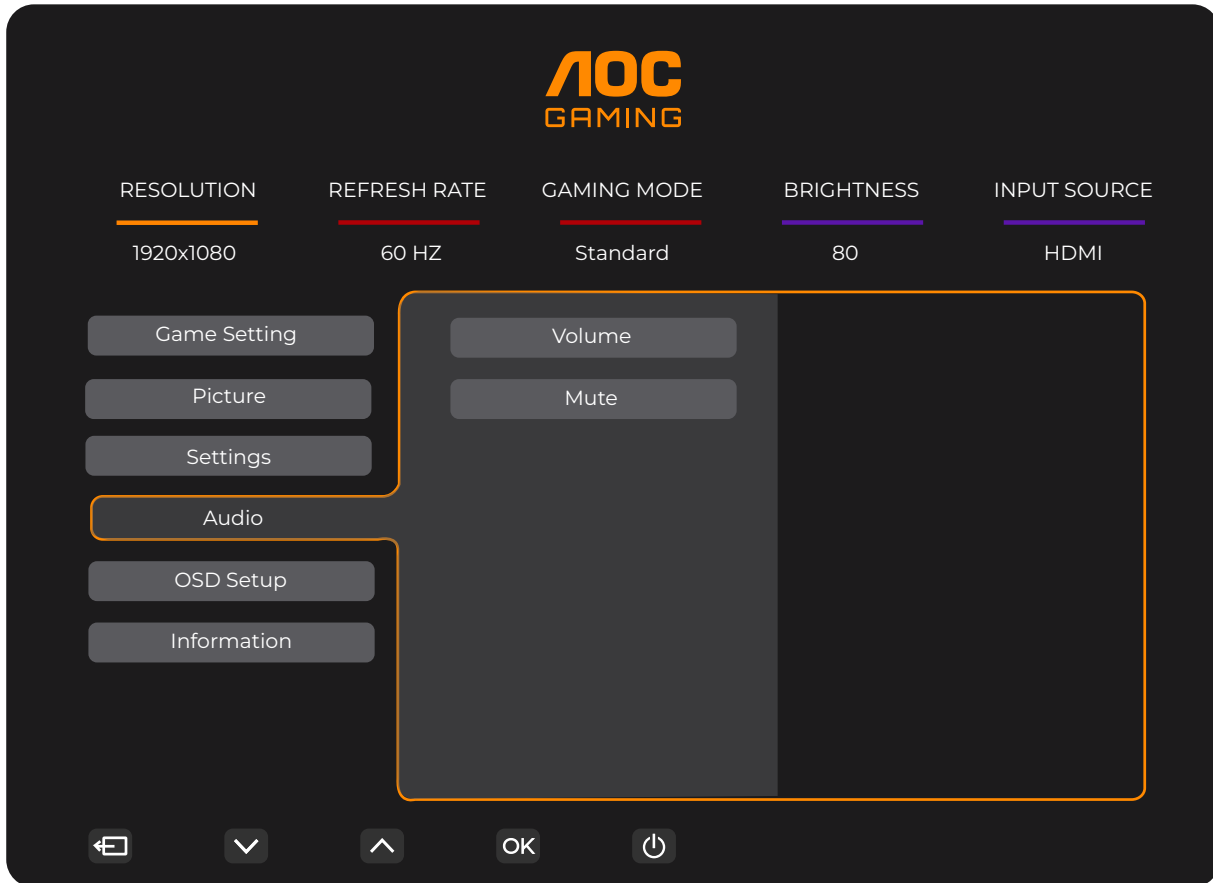 AOC
GAMING
RESOLUTION REFRESH RATE GAMING MODE BRIGHTNESS INPUT SOURCE
1920x1080 60 HZ Standard 80 HDMI
Game Setting Volume
Picture Mute
Settings
Audio
OSD Setup
Information
OK